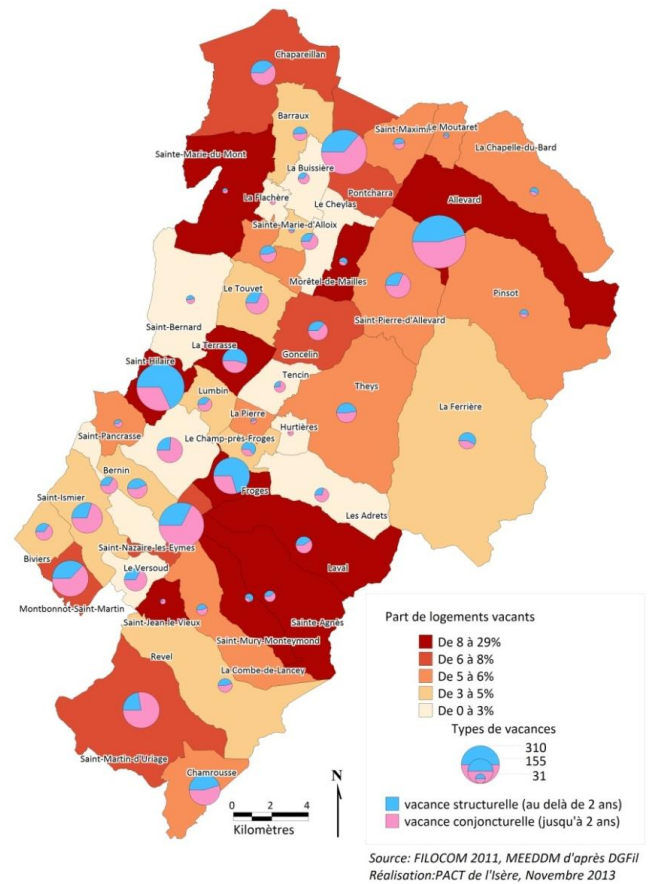 Chapareillan
Barraux
Saint-Maximin
Le Moutaret
La Chapelle-du-Bard
Sainte-Marie-du-Mont
La Buissière
Pontcharra
Allevard
La Flachère
Le Cheylas
Sainte-Marie-d'Alloix
Morêtel-de-Mailles
Le Touvet
Pinsot
Saint-Bernard
Saint-Pierre-d'Allevard
La Terrasse
Goncelin
Saint-Hilaire
Tencin
Theys
Lumbin
La Ferrière
La Pierre
Hurtières
Saint-Pancrasse
Le Champ-près-Froges
Bernin
Froges
Saint-Ismier
Les Adrets
Saint-Nazaire-les-Eymes
Biviers
Le Versoud
Laval
Montbonnot-Saint-Martin
Saint-Jean-le Vieux
Sainte-Agnès
Saint-Mury-Monteymond
Revel
La Combe-de-Lancey
Saint-Martin-d'Uriage
Chamrousse
Part de logements vacants
De 8 à 29%
De 6 à 8%
De 5 à 6%
De 3 à 5%
De 0 à 3%
Types de vacances
310
155
31
vacance structurelle (au delà de 2 ans)
vacance conjoncturelle (jusqu'à 2 ans)
N
0 2 4
Kilomètres
Source: FILOCOM 2011, MEEDDM d'après DGFil
Réalisation:PACT de l'Isère, Novembre 2013